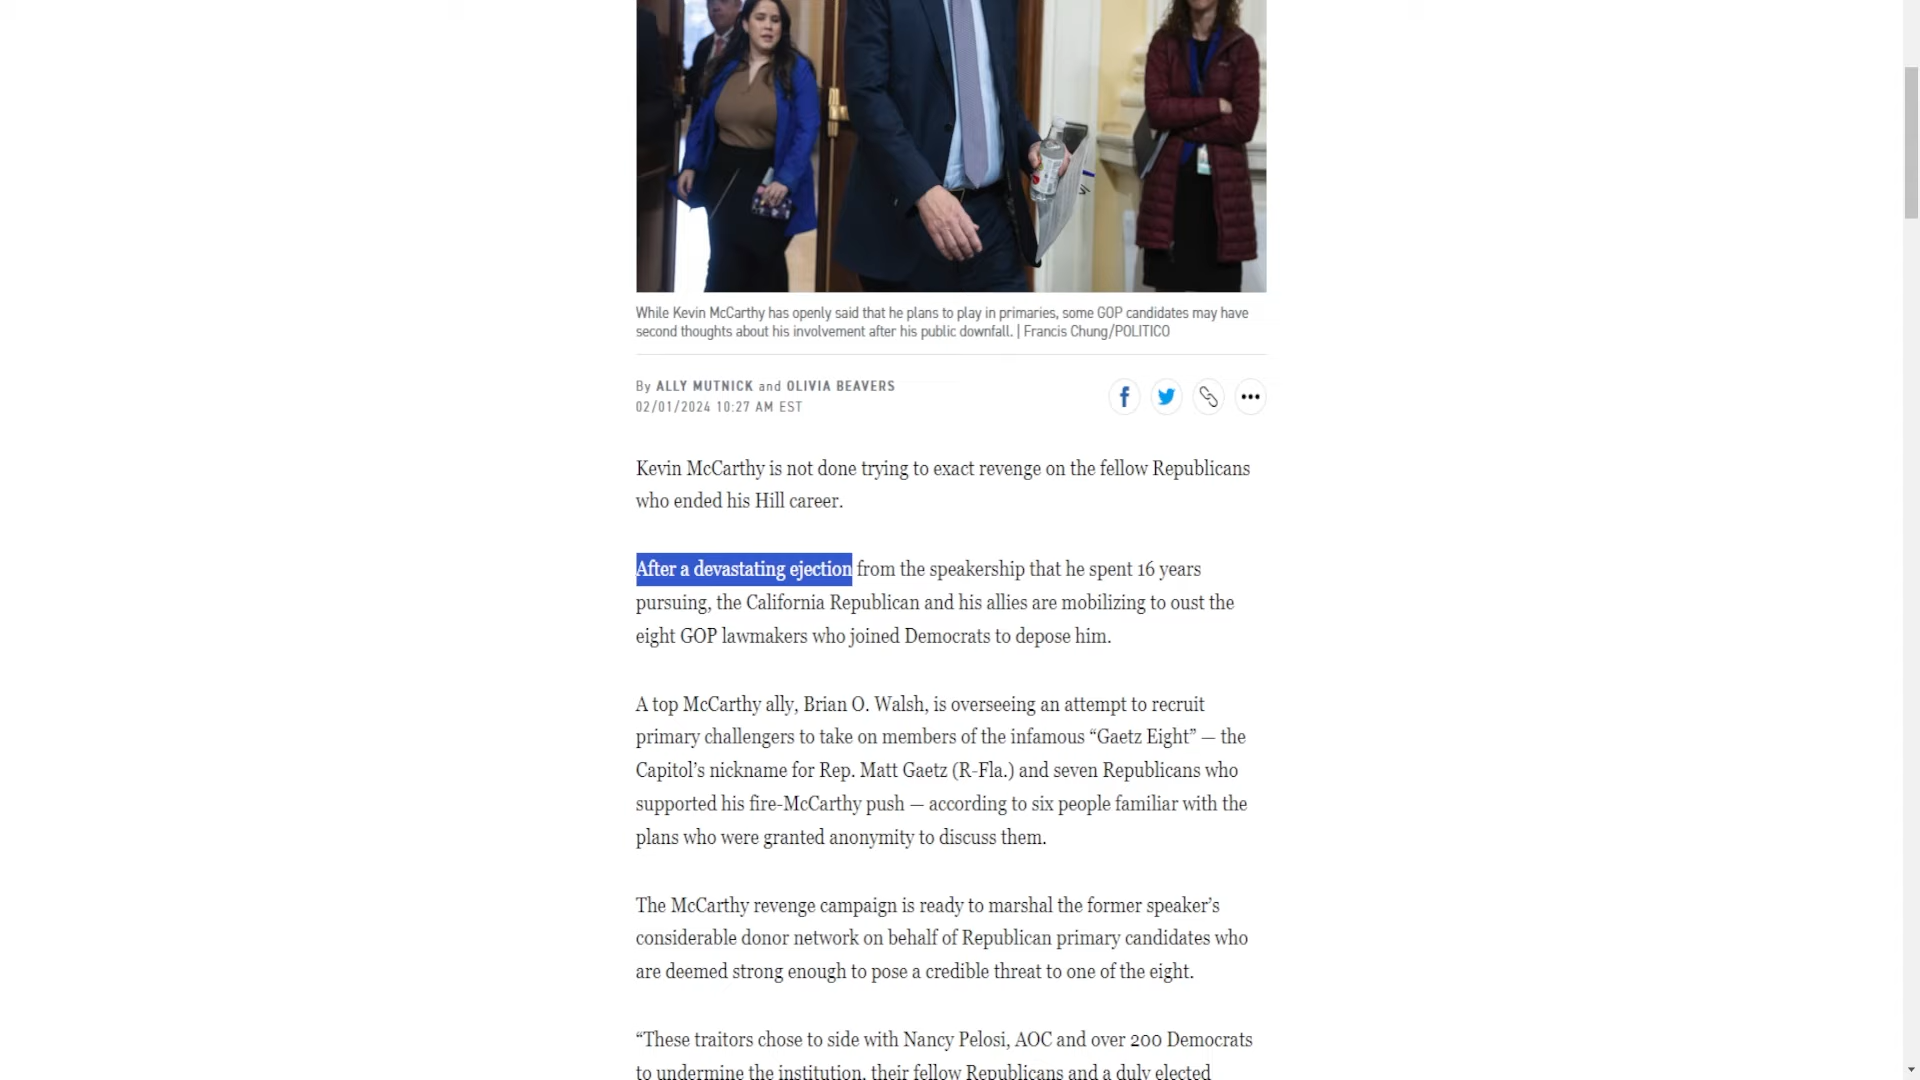 While Kevin McCarthy has openly said that he plans to play in primaries, some GOP candidates may have
second thoughts about his involvement after his public downfall. | Francis Chung/POLITICO
By ALLY MUTNICK and OLIVIA BEAVERS
02/01/2024 10:27 AM EST
Kevin McCarthy is not done trying to exact revenge on the fellow Republicans
who ended his Hill career.
After a devastating ejection from the speakership that he spent 16 years
pursuing, the California Republican and his allies are mobilizing to oust the
eight GOP lawmakers who joined Democrats to depose him.
A top McCarthy ally, Brian O. Walsh, is overseeing an attempt to recruit
primary challengers to take on members of the infamous “Gaetz Eight” — the
Capitol’s nickname for Rep. Matt Gaetz (R-Fla.) and seven Republicans who
supported his fire-McCarthy push — according to six people familiar with the
plans who were granted anonymity to discuss them.
The McCarthy revenge campaign is ready to marshal the former speaker’s
considerable donor network on behalf of Republican primary candidates who
are deemed strong enough to pose a credible threat to one of the eight.
“These traitors chose to side with Nancy Pelosi, AOC and over 200 Democrats
to undermine the institution, their fellow Republicans and a duly elected